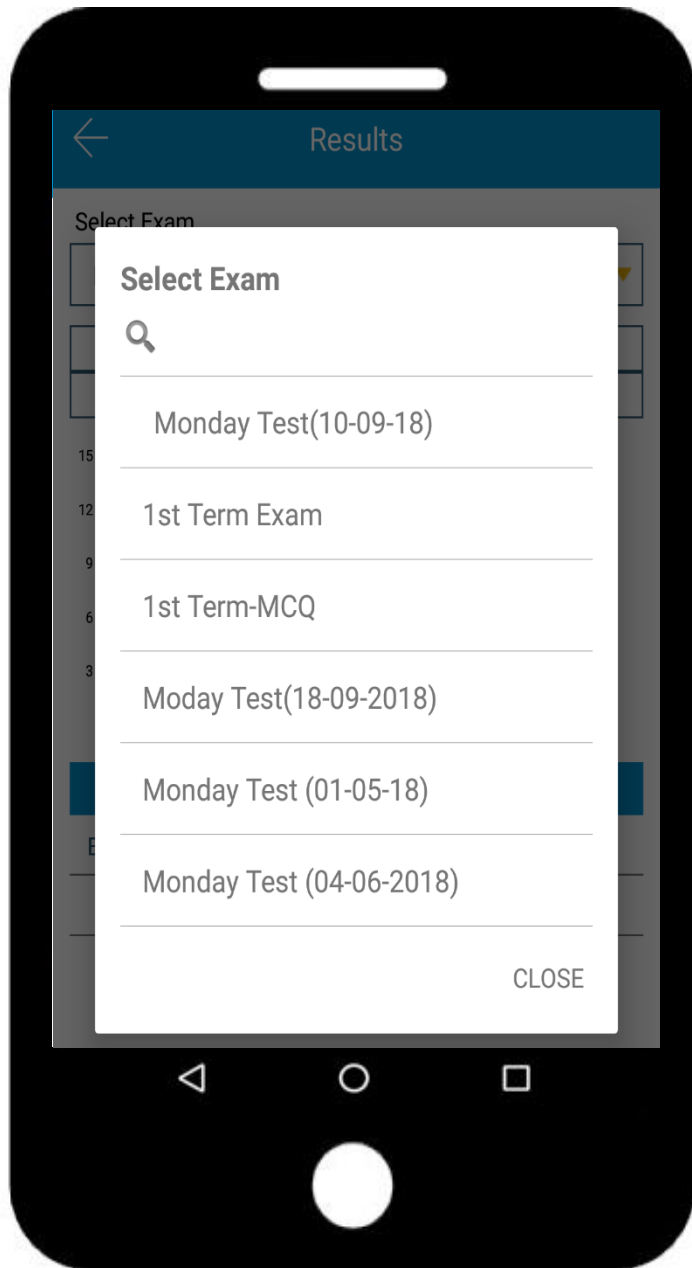 Results
Select Exam
Select Exam
Monday Test(10-09-18)
1st Term Exam
1st Term-MCQ
Moday Test(18-09-2018)
Monday Test (01-05-18)
Monday Test (04-06-2018)
CLOSE
15
12
9
6
3